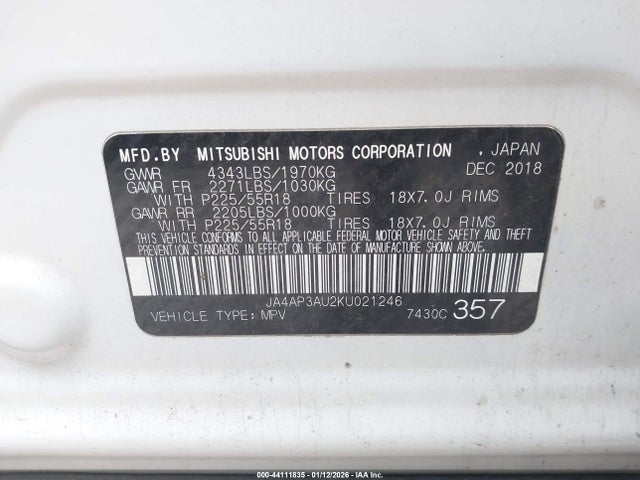 MFD.BY MITSUBISHI MOTORS CORPORATION . JAPAN
GVWR 4343LBS/1970KG DEC 2018
GAWR FR 2271LBS/1030KG
WITH P225/55R18 TIRES 18X7.0J RIMS
GAWR RR 2205LBS/1000KG
WITH P225/55R18 TIRES 18X7.0J RIMS
THIS VEHICLE CONFORMS TO ALL APPLICABLE FEDERAL MOTOR VEHICLE SAFETY AND THEFT
PREVENTION STANDARDS IN EFFECT ON THE DATE OF MANUFACTURE SHOWN ABOVE.
JA4AP3AU2KU021246
VEHICLE TYPE: MPV 7430C 357
000-44111835 - 01/12/2026 - IAA Inc.